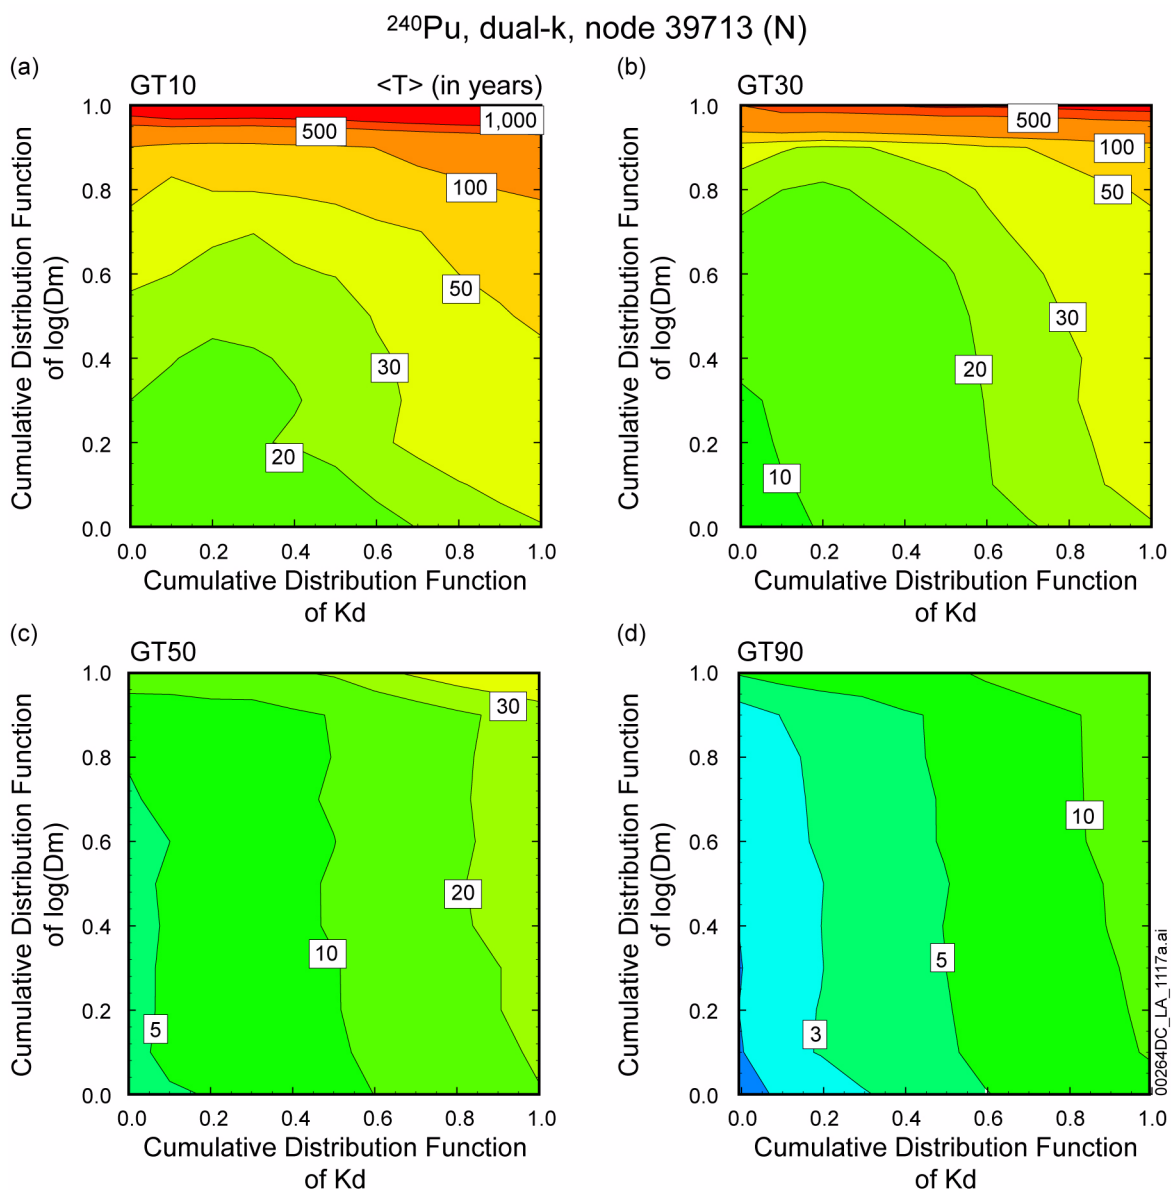 ²⁴⁰Pu, dual-k, node 39713 (N)
(a)
GT10 <T> (in years)
1.0
0.8
0.6
0.4
0.2
0.0
0.0 0.2 0.4 0.6 0.8 1.0
1,000
500
100
50
30
20
Cumulative Distribution Function
of log(Dm)
Cumulative Distribution Function
of Kd
(b)
GT30
1.0
0.8
0.6
0.4
0.2
0.0
0.0 0.2 0.4 0.6 0.8 1.0
500
100
50
30
20
10
Cumulative Distribution Function
of log(Dm)
Cumulative Distribution Function
of Kd
(c)
GT50
1.0
0.8
0.6
0.4
0.2
0.0
0.0 0.2 0.4 0.6 0.8 1.0
30
20
10
5
Cumulative Distribution Function
of log(Dm)
Cumulative Distribution Function
of Kd
(d)
GT90
1.0
0.8
0.6
0.4
0.2
0.0
0.0 0.2 0.4 0.6 0.8 1.0
10
5
3
Cumulative Distribution Function
of log(Dm)
Cumulative Distribution Function
of Kd
00264DC_LA_1117a.ai